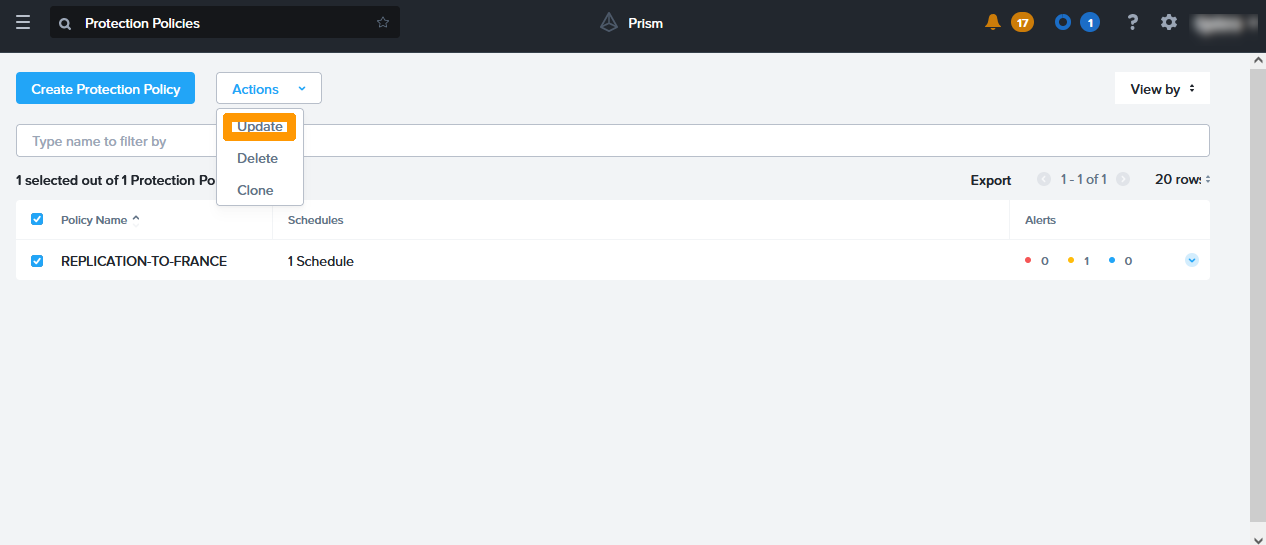 Protection Policies
Prism
17
1
?
Create Protection Policy
Actions
View by
Update
Delete
Clone
Type name to filter by
1 selected out of 1 Protection Po
Export
1 - 1 of 1
20 rows
Policy Name
Schedules
Alerts
REPLICATION-TO-FRANCE
1 Schedule
0
1
0